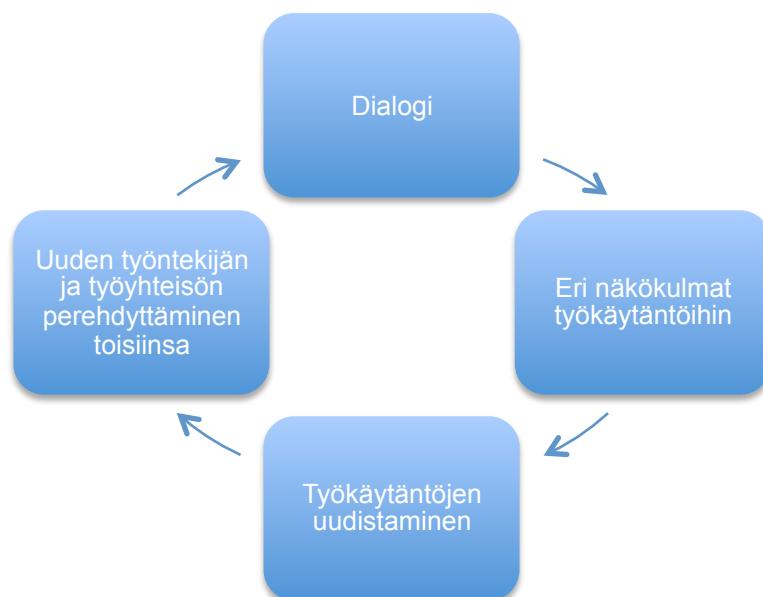 Dialogi
Eri näkökulmat
työkäytäntöihin
Työkäytäntöjen
uudistaminen
Uuden työntekijän
ja työyhteisön
perehdyttäminen
toisiinsa